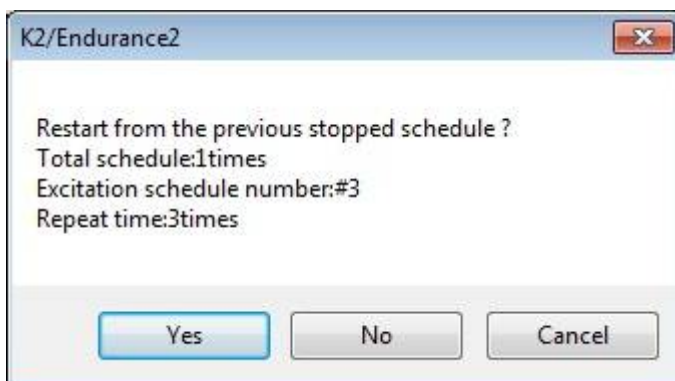 K2/Endurance2
Restart from the previous stopped schedule ?
Total schedule:1times
Excitation schedule number:#3
Repeat time:3times
Yes No Cancel